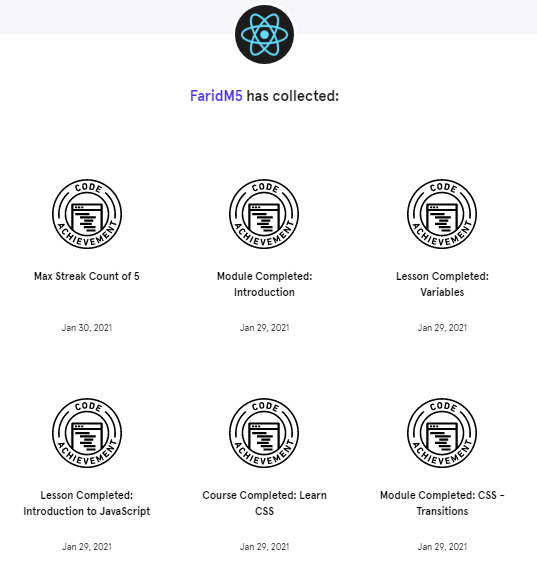 FaridM5 has collected:
CODE
ACHIEVEMENT
CODE
ACHIEVEMENT
CODE
ACHIEVEMENT
Max Streak Count of 5
Module Completed:
Introduction
Lesson Completed:
Variables
Jan 30, 2021
Jan 29, 2021
Jan 29, 2021
CODE
ACHIEVEMENT
CODE
ACHIEVEMENT
CODE
ACHIEVEMENT
Lesson Completed:
Introduction to JavaScript
Course Completed: Learn
CSS
Module Completed: CSS -
Transitions
Jan 29, 2021
Jan 29, 2021
Jan 29, 2021